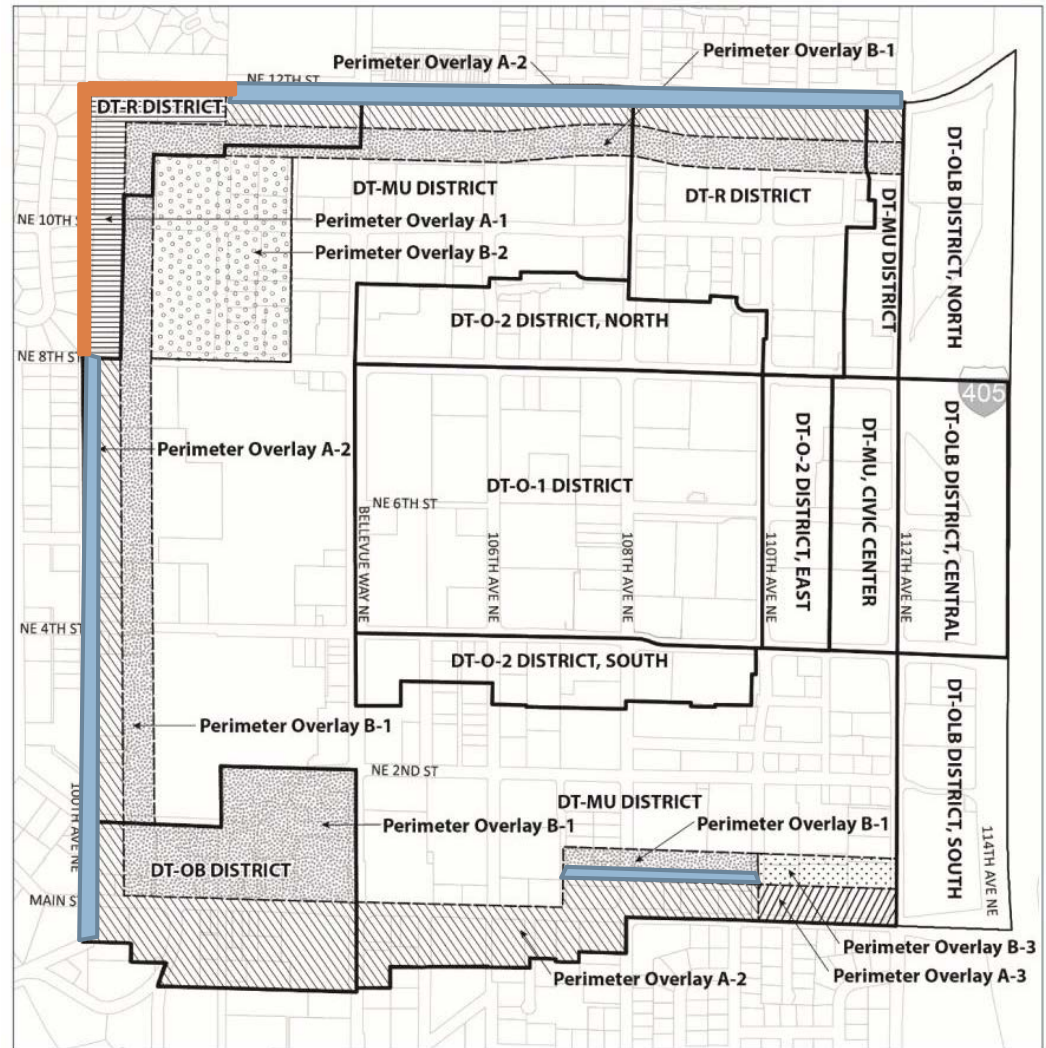 Perimeter Overlay B-1
Perimeter Overlay A-2
NE 12TH ST
DT-R DISTRICT
DT-OLB DISTRICT, NORTH
DT-MU DISTRICT
DT-R DISTRICT
DT-MU DISTRICT
NE 10TH S
Perimeter Overlay A-1
Perimeter Overlay B-2
DT-O-2 DISTRICT, NORTH
NE 8TH ST
405
Perimeter Overlay A-2
DT-O-2 DISTRICT, EAST
DT-MU, CIVIC CENTER
DT-OLB DISTRICT, CENTRAL
DT-O-1 DISTRICT
NE 6TH ST
BELLEVUE WAY NE
106TH AVE NE
108TH AVE NE
110TH AVE NE
112TH AVE NE
NE 4TH ST
DT-O-2 DISTRICT, SOUTH
DT-OLB DISTRICT, SOUTH
Perimeter Overlay B-1
NE 2ND ST
100TH AVE NE
DT-MU DISTRICT
Perimeter Overlay B-1
Perimeter Overlay B-1
114TH AVE NE
DT-OB DISTRICT
MAIN S
Perimeter Overlay B-3
Perimeter Overlay A-2
Perimeter Overlay A-3